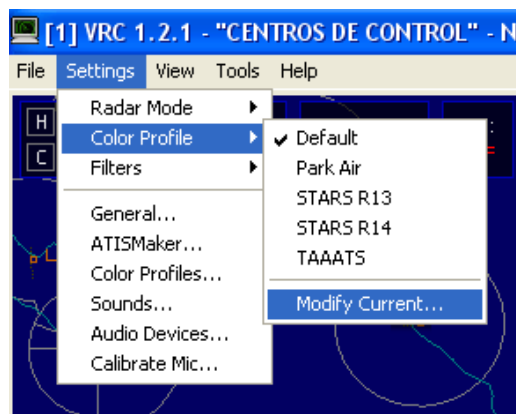 [1] VRC 1.2.1 - "CENTROS DE CONTROL" - N
File Settings View Tools Help
H
C
:
Radar Mode
Color Profile
Filters
General...
ATISMaker...
Color Profiles...
Sounds...
Audio Devices...
Calibrate Mic...
Default
Park Air
STARS R13
STARS R14
TAAATS
Modify Current...